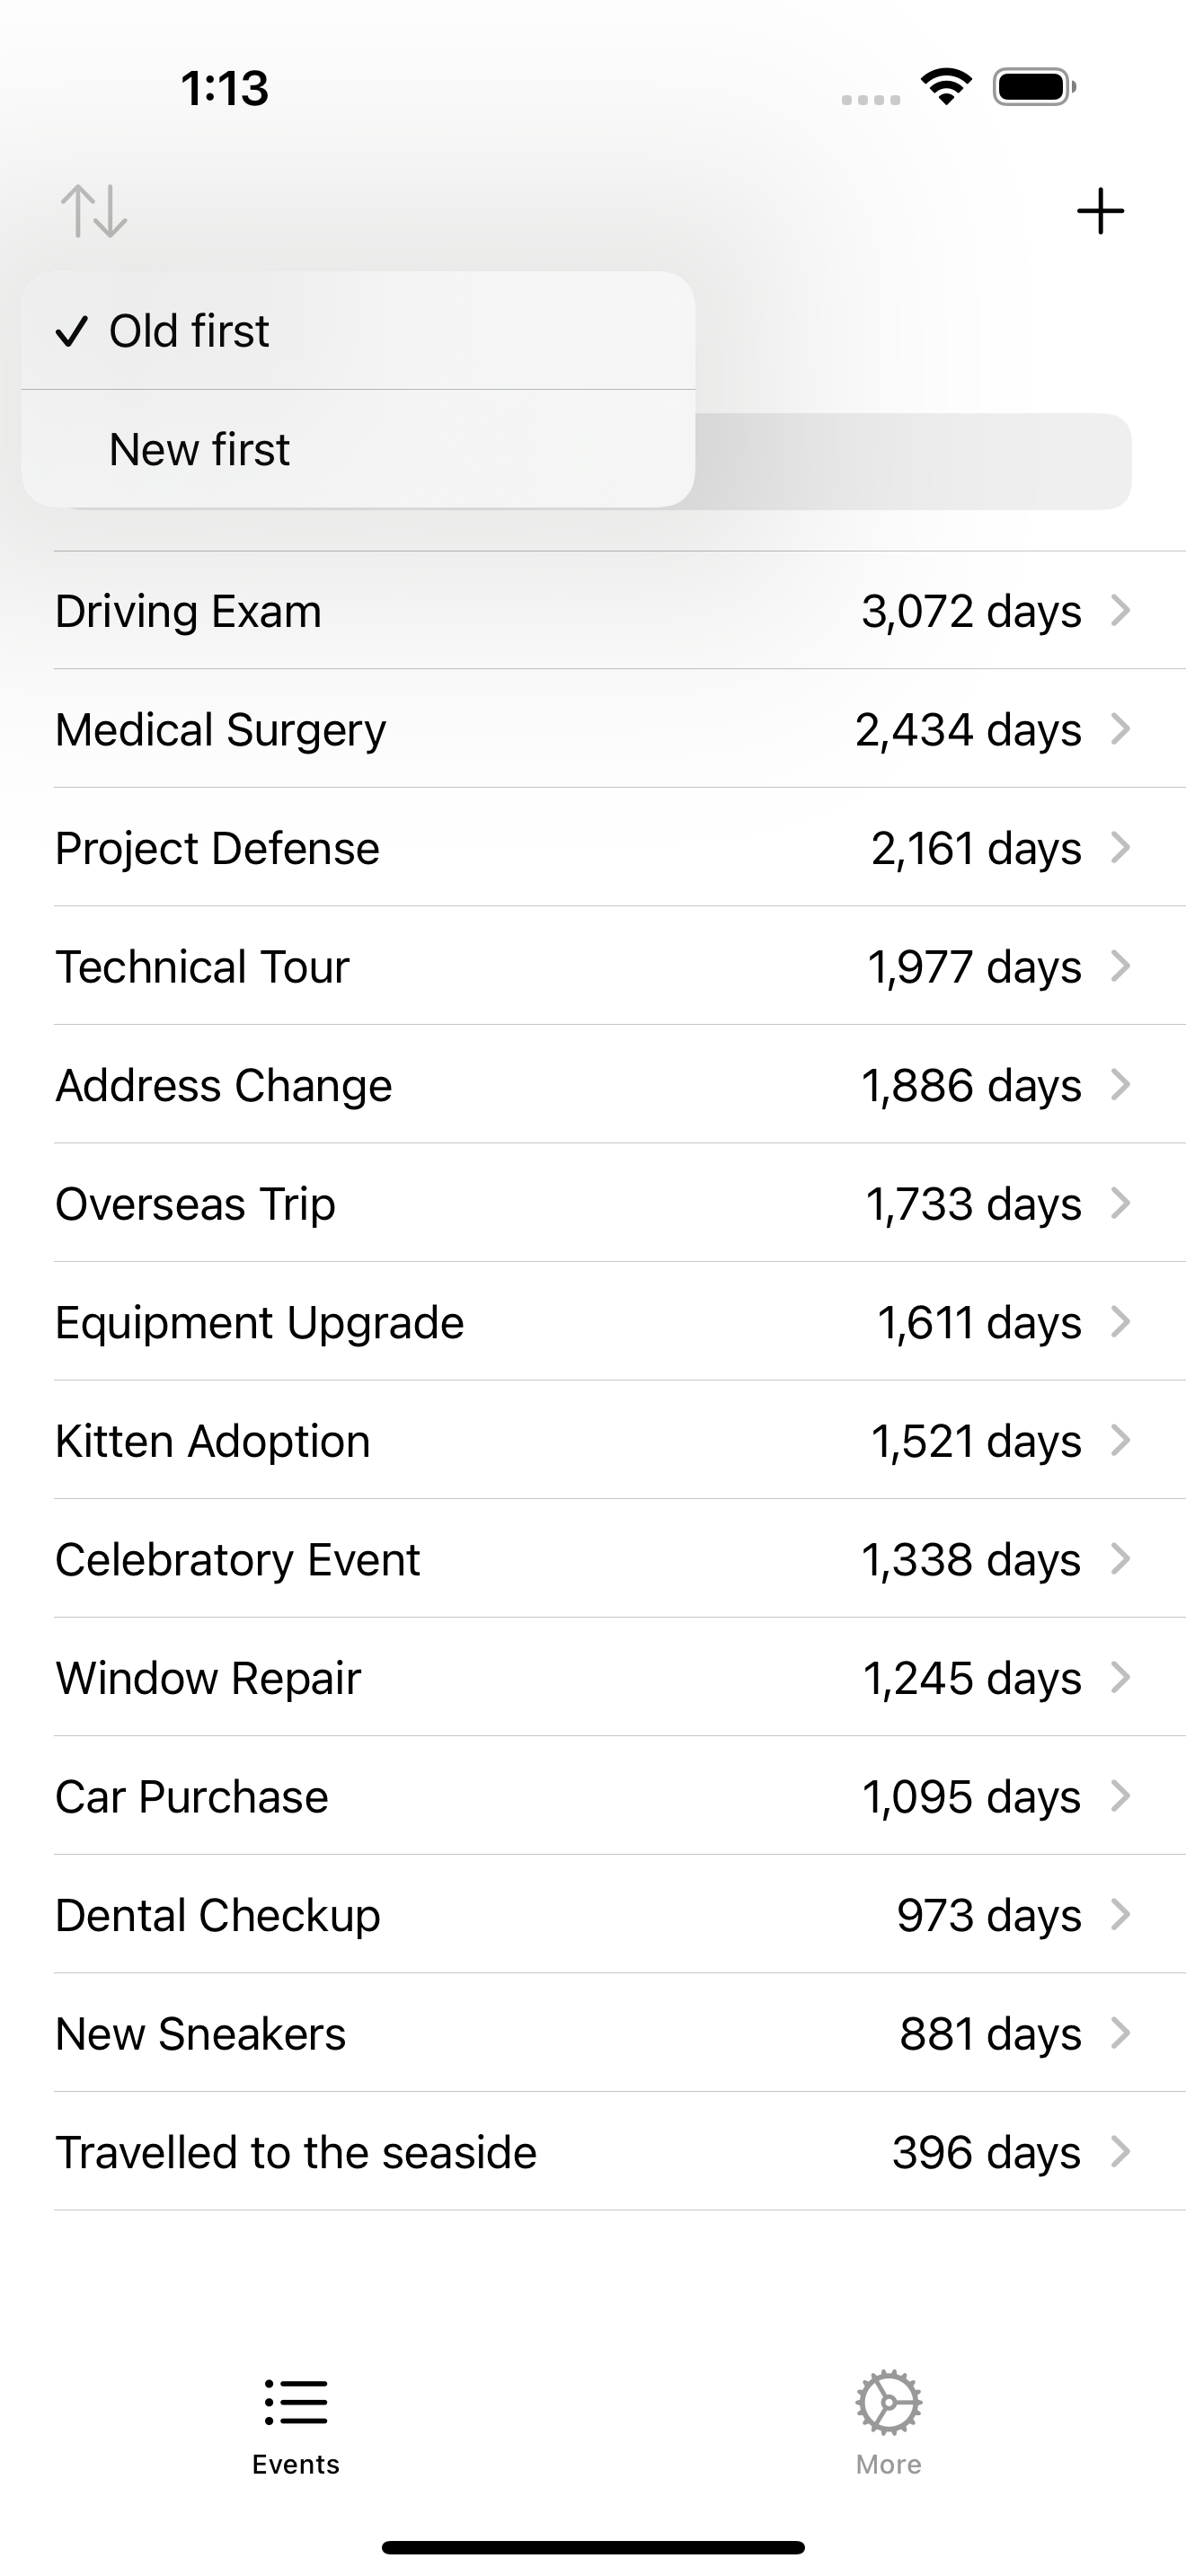 1:13
Old first
New first
Driving Exam 3,072 days
Medical Surgery 2,434 days
Project Defense 2,161 days
Technical Tour 1,977 days
Address Change 1,886 days
Overseas Trip 1,733 days
Equipment Upgrade 1,611 days
Kitten Adoption 1,521 days
Celebratory Event 1,338 days
Window Repair 1,245 days
Car Purchase 1,095 days
Dental Checkup 973 days
New Sneakers 881 days
Travelled to the seaside 396 days
Events More